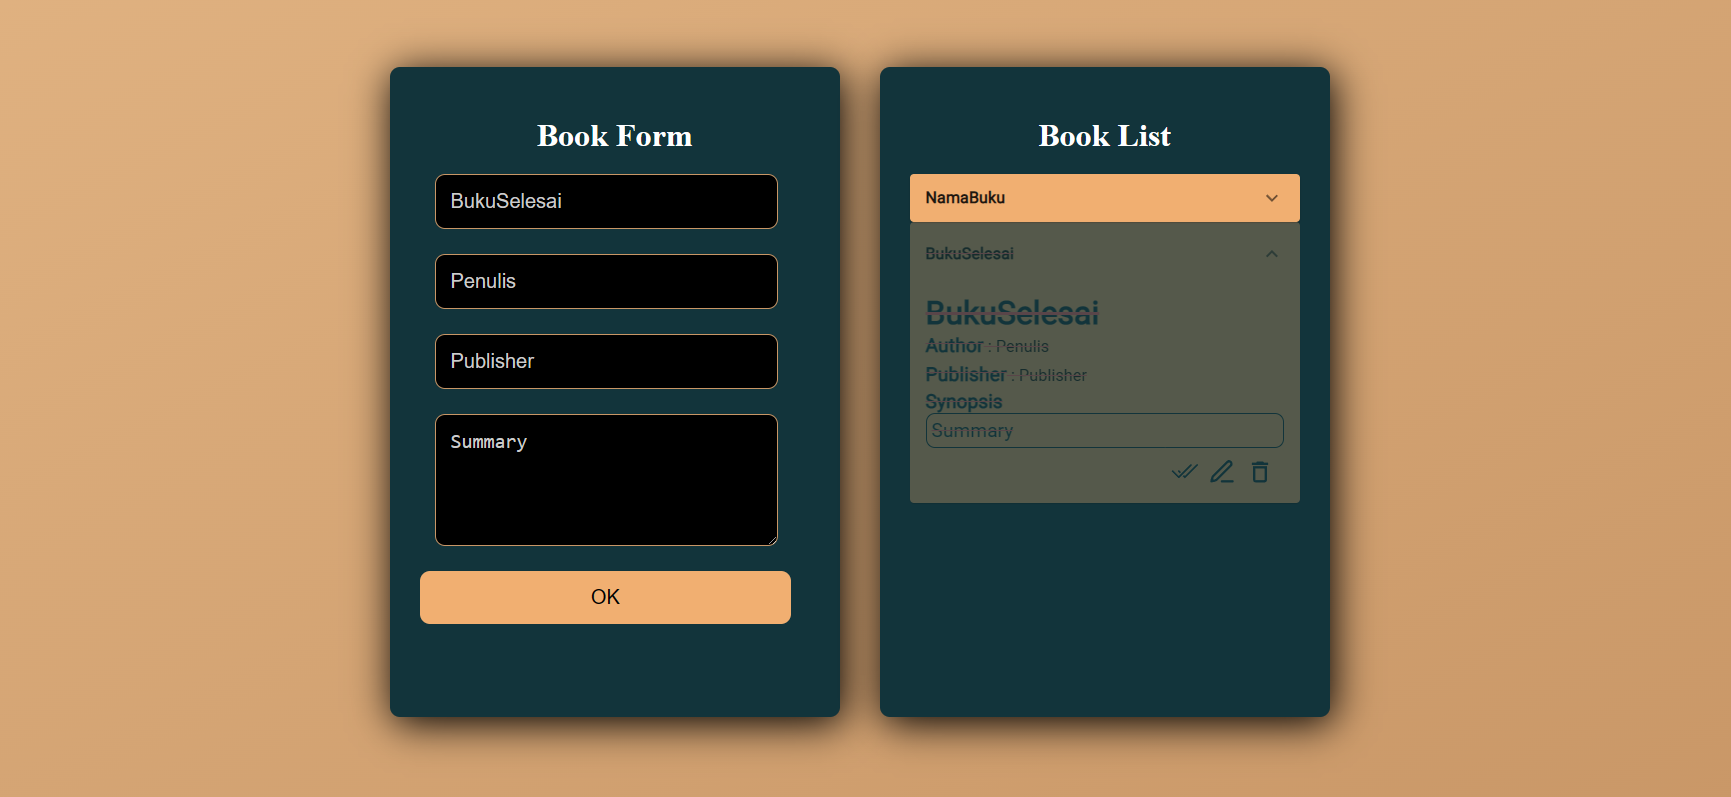 Book Form
BukuSelesai
Penulis
Publisher
Summary
OK
Book List
NamaBuku
BukuSelesai
BukuSelesai
Author : Penulis
Publisher : Publisher
Synopsis
Summary